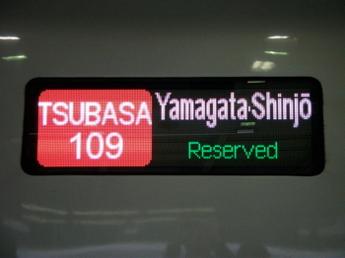 TSUBASA
109
Yamagata·Shinjō
Reserved